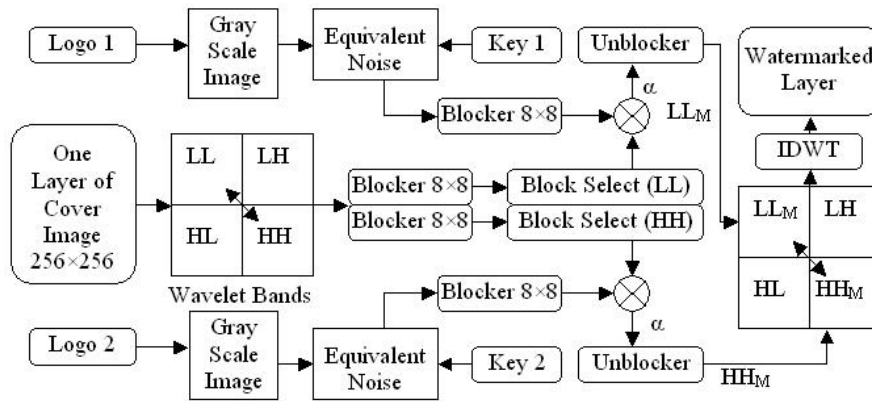 Logo 1
Gray
Scale
Image
Equivalent
Noise
Key 1
Unblocker
Watermarked
Layer
Blocker 8×8
α
LL_M
IDWT
One
Layer of
Cover
Image
256×256
LL
LH
HL
HH
Wavelet Bands
Blocker 8×8
Block Select (LL)
Blocker 8×8
Block Select (HH)
LL_M
LH
HL
HH_M
Blocker 8×8
α
Logo 2
Gray
Scale
Image
Equivalent
Noise
Key 2
Unblocker
HH_M